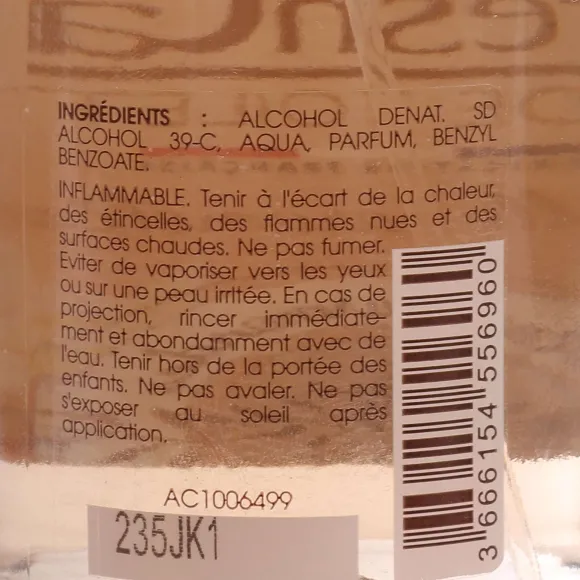 INGRÉDIENTS : ALCOHOL DENAT. SD
ALCOHOL 39-C, AQUA, PARFUM, BENZYL
BENZOATE.
INFLAMMABLE. Tenir à l'écart de la chaleur,
des étincelles, des flammes nues et des
surfaces chaudes. Ne pas fumer.
Eviter de vaporiser vers les yeux
ou sur une peau irritée. En cas de
projection, rincer immédiate-
ment et abondamment avec de
l'eau. Tenir hors de la portée des
enfants. Ne pas avaler. Ne pas
s'exposer au soleil après
application.
AC1006499
235JK1
3 666154 556960